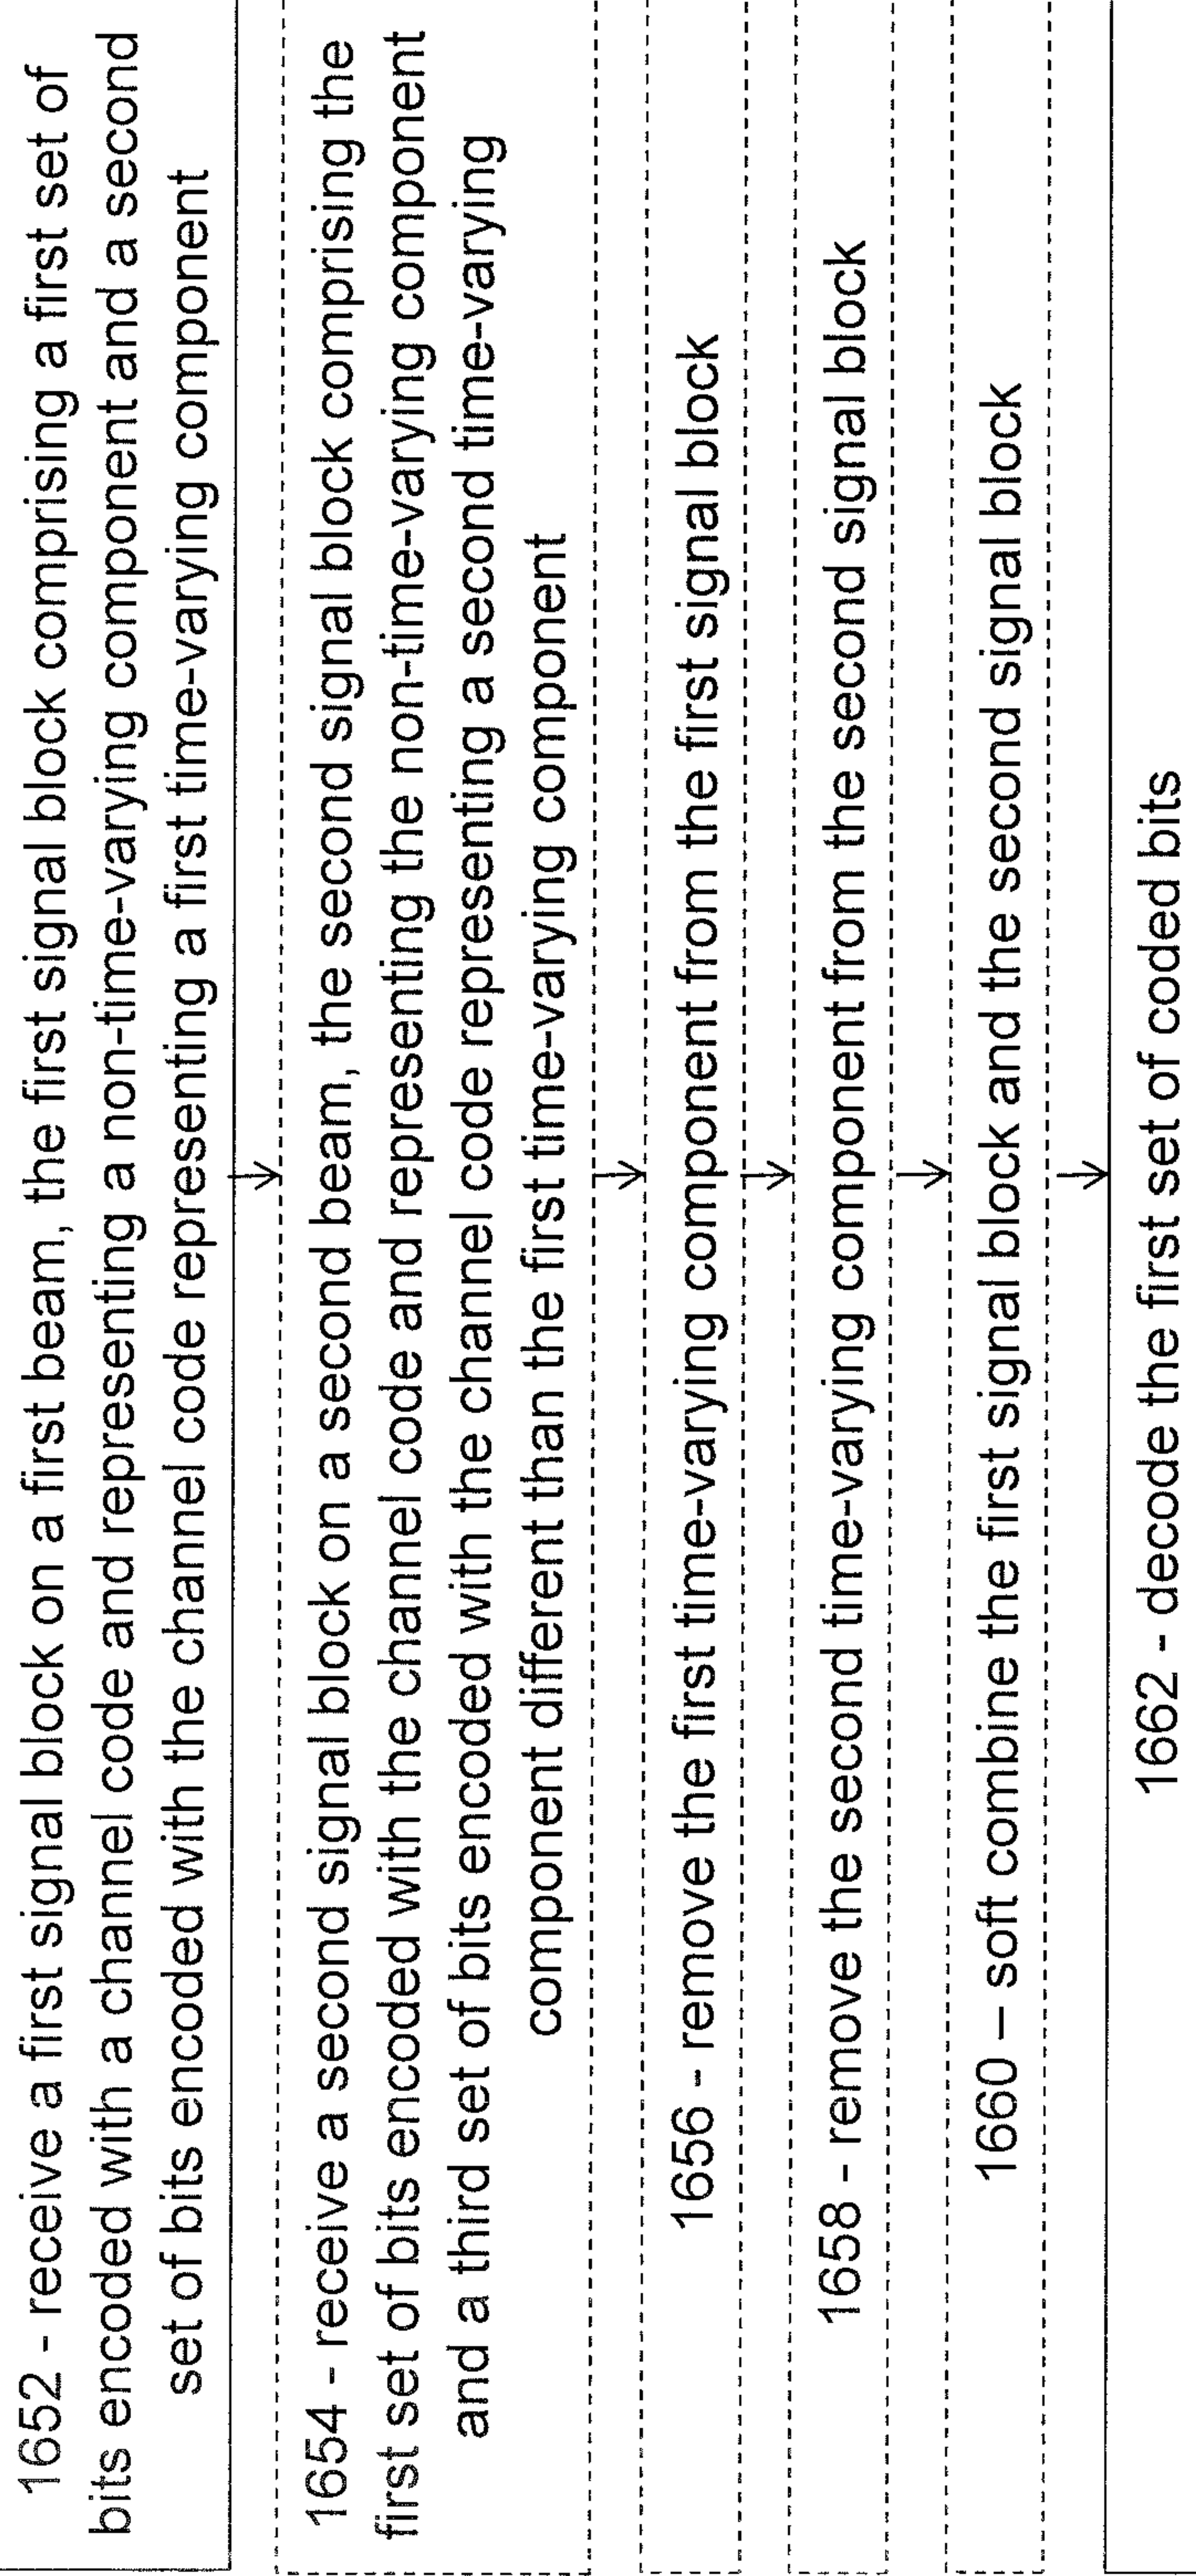 1652 - receive a first signal block on a first beam, the first signal block comprising a first set of
bits encoded with a channel code and representing a non-time-varying component and a second
set of bits encoded with the channel code representing a first time-varying component
1654 - receive a second signal block on a second beam, the second signal block comprising the
first set of bits encoded with the channel code and representing the non-time-varying component
and a third set of bits encoded with the channel code representing a second time-varying
component different than the first time-varying component
1656 - remove the first time-varying component from the first signal block
1658 - remove the second time-varying component from the second signal block
1660 – soft combine the first signal block and the second signal block
1662 - decode the first set of coded bits